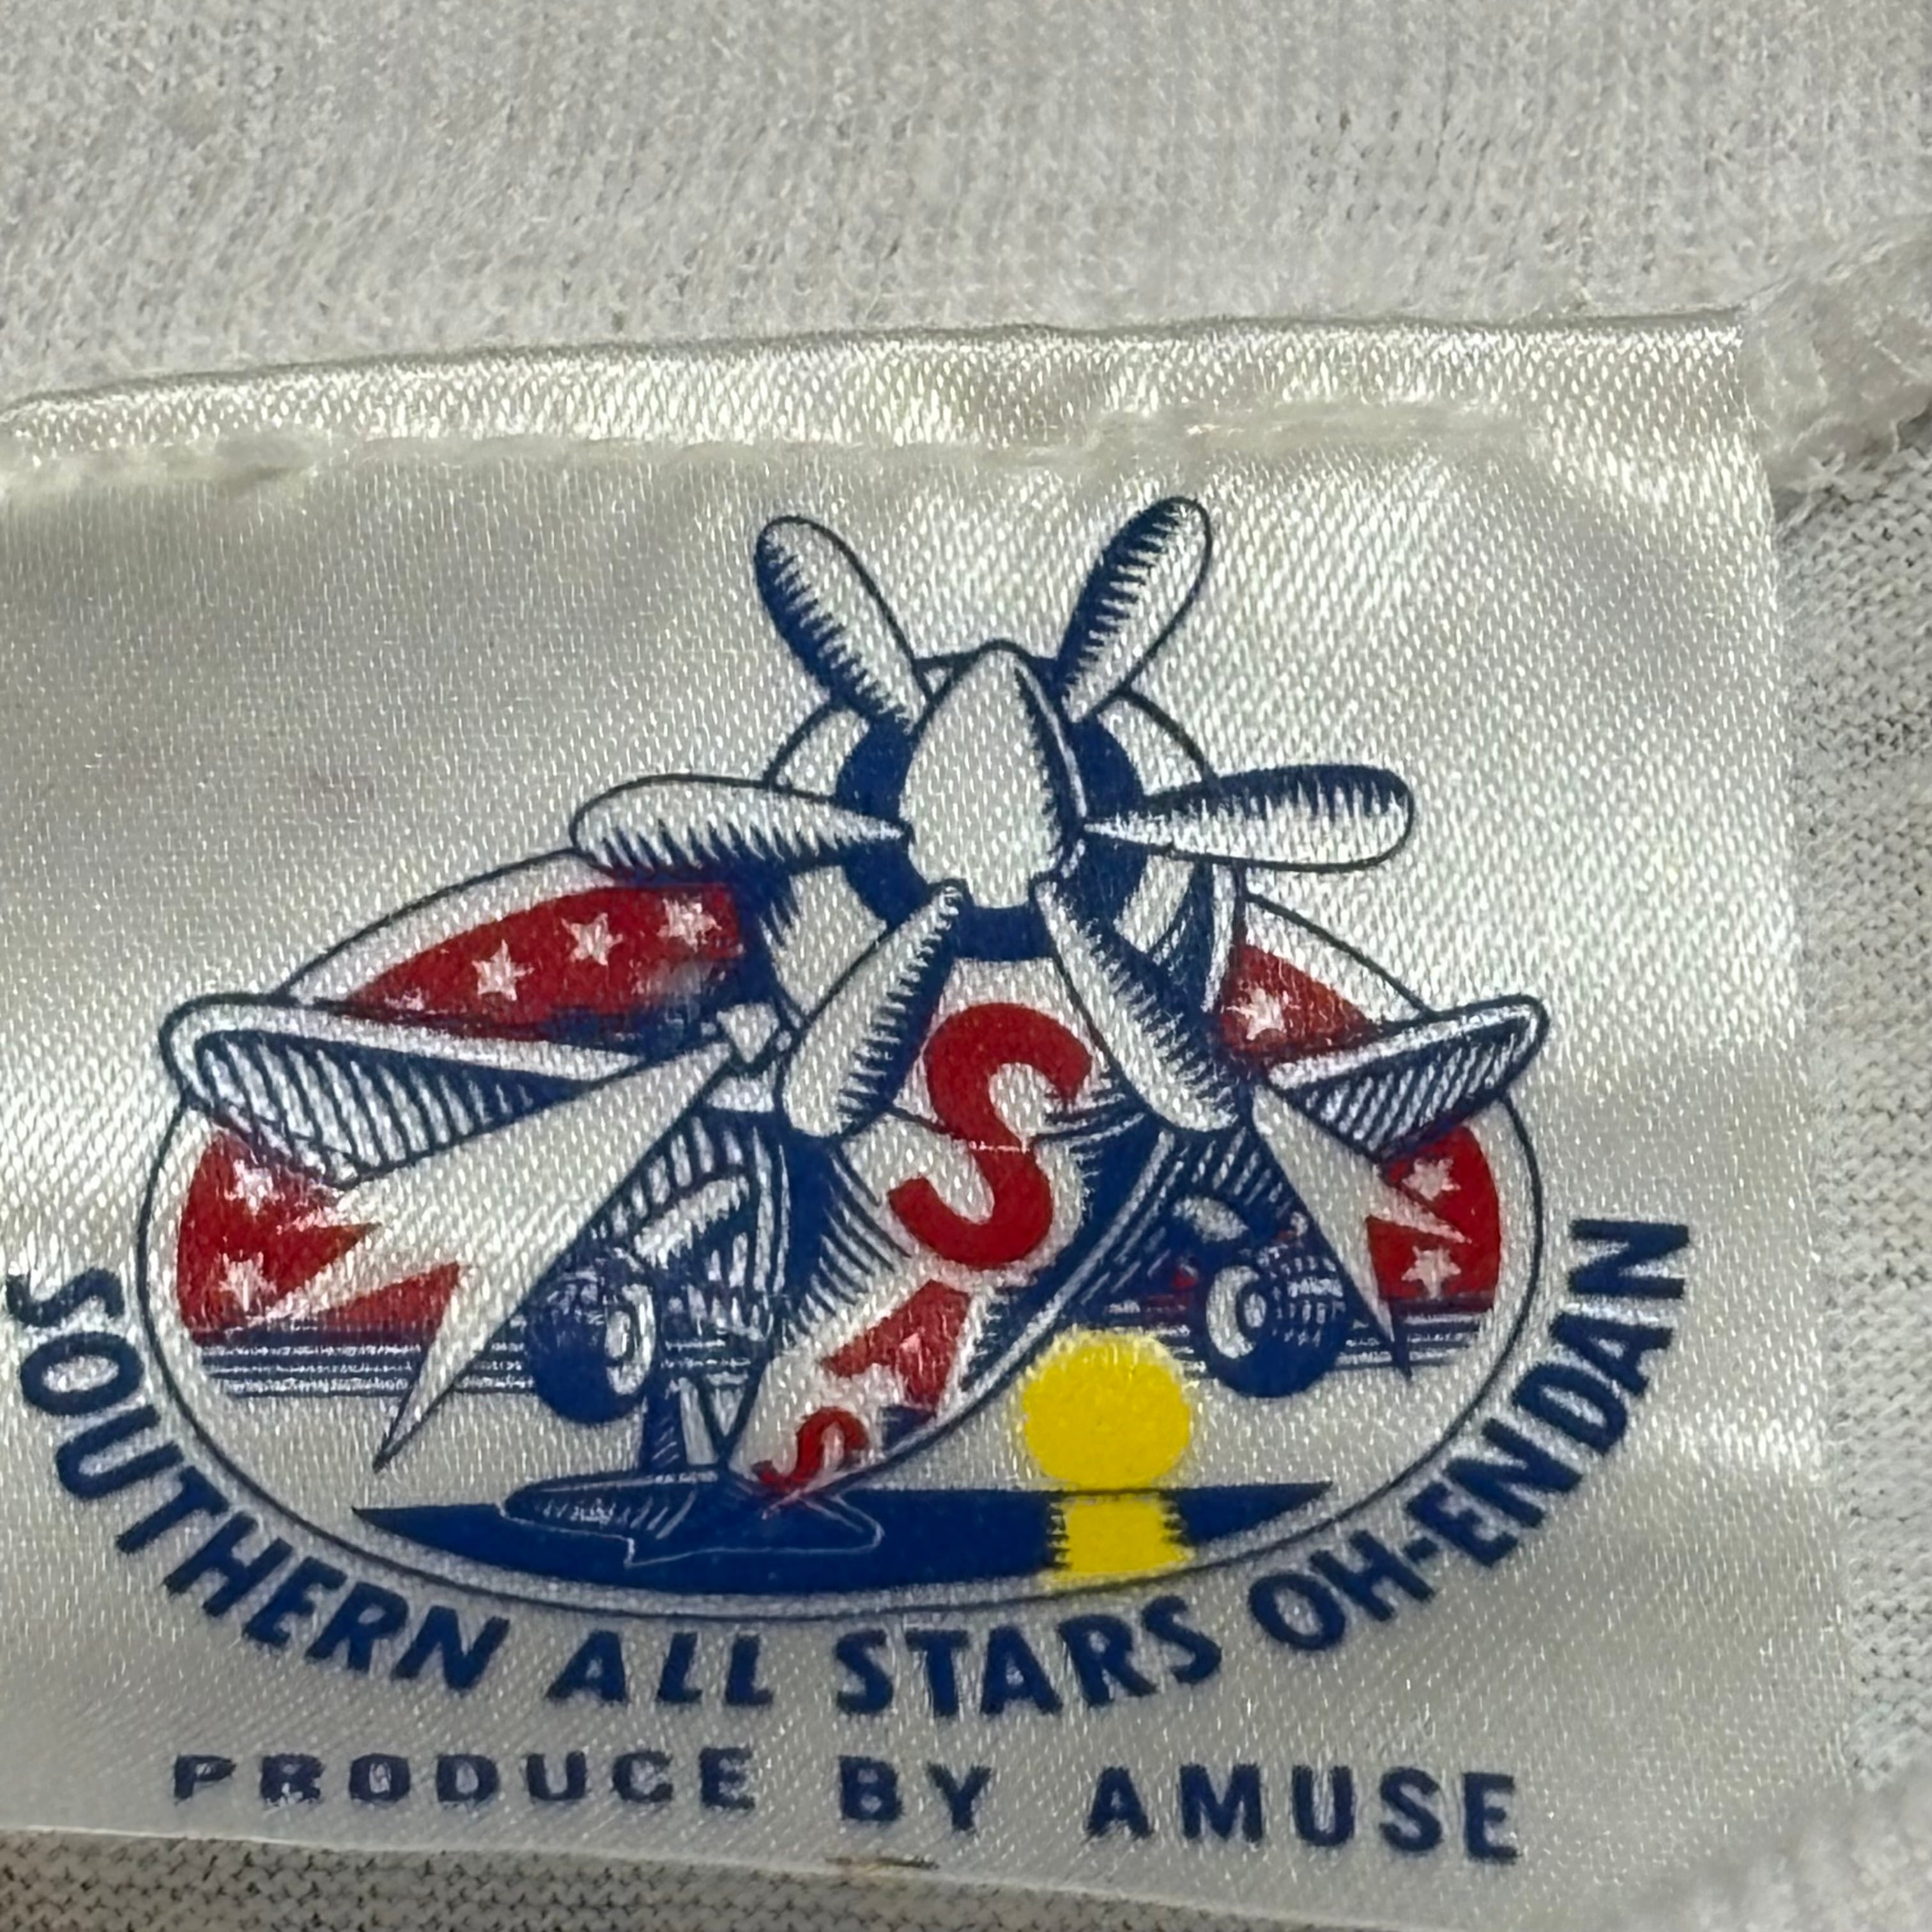 SAS
SOUTHERN ALL STARS OH-ENDAN
PRODUCE BY AMUSE